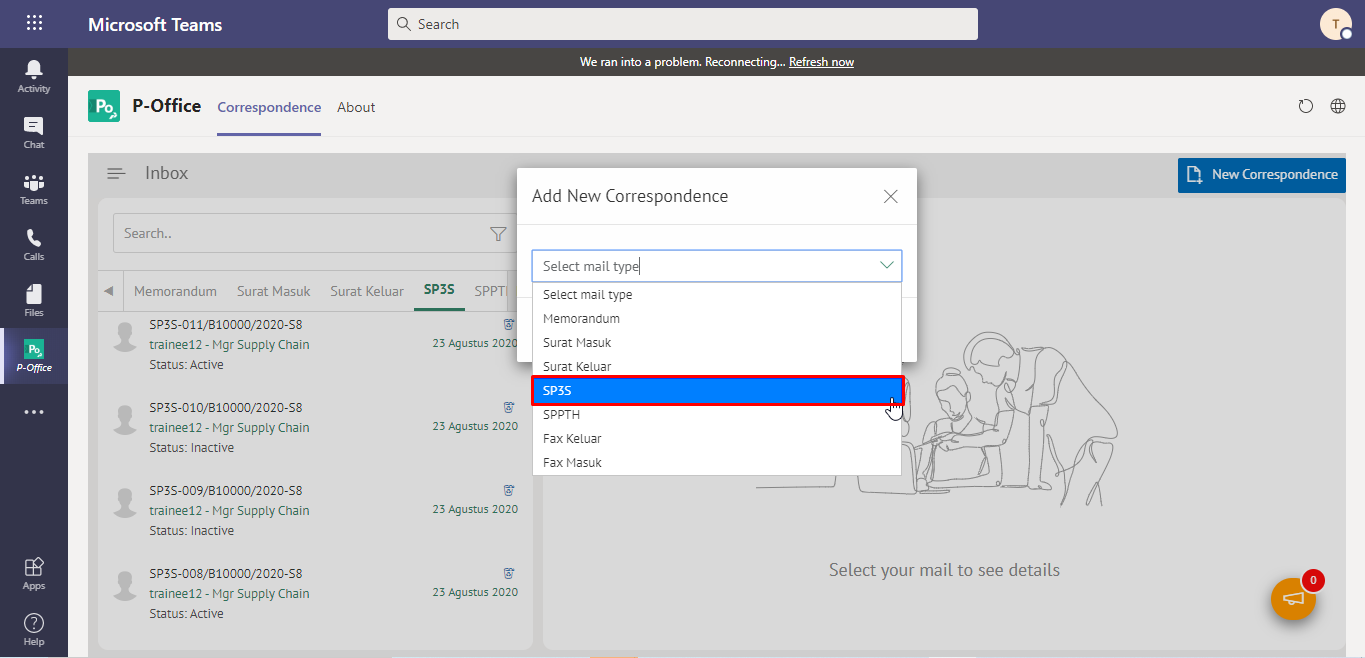 Microsoft Teams
Search
T
We ran into a problem. Reconnecting... Refresh now
Activity
Chat
Teams
Calls
Files
Po
P-Office
Apps
Help
Po
P-Office
Correspondence
About
Inbox
New Correspondence
Search..
Memorandum
Surat Masuk
Surat Keluar
SP3S
SPPTH
SP3S-011/B10000/2020-S8
trainee12 - Mgr Supply Chain
23 Agustus 2020
Status: Active
SP3S-010/B10000/2020-S8
trainee12 - Mgr Supply Chain
23 Agustus 2020
Status: Inactive
SP3S-009/B10000/2020-S8
trainee12 - Mgr Supply Chain
23 Agustus 2020
Status: Inactive
SP3S-008/B10000/2020-S8
trainee12 - Mgr Supply Chain
23 Agustus 2020
Status: Active
Add New Correspondence
Select mail type
Select mail type
Memorandum
Surat Masuk
Surat Keluar
SP3S
SPPTH
Fax Keluar
Fax Masuk
Select your mail to see details
0